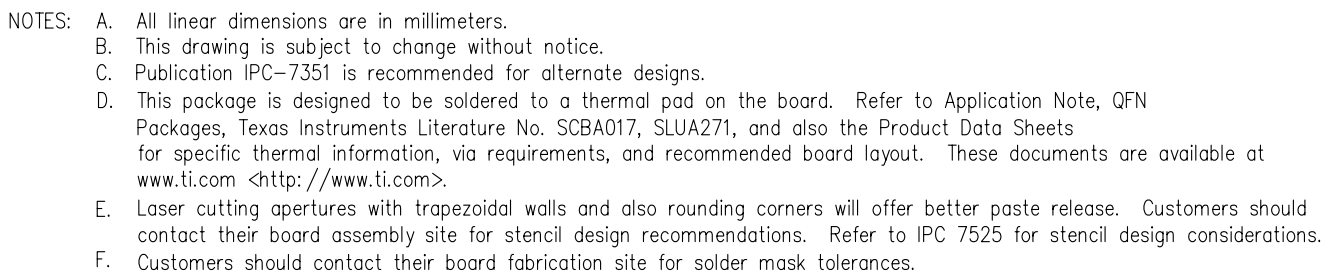 NOTES: A. All linear dimensions are in millimeters.
B. This drawing is subject to change without notice.
C. Publication IPC-7351 is recommended for alternate designs.
D. This package is designed to be soldered to a thermal pad on the board. Refer to Application Note, QFN
Packages, Texas Instruments Literature No. SCBA017, SLUA271, and also the Product Data Sheets
for specific thermal information, via requirements, and recommended board layout. These documents are available at
www.ti.com <http://www.ti.com>.
E. Laser cutting apertures with trapezoidal walls and also rounding corners will offer better paste release. Customers should
contact their board assembly site for stencil design recommendations. Refer to IPC 7525 for stencil design considerations.
F. Customers should contact their board fabrication site for solder mask tolerances.